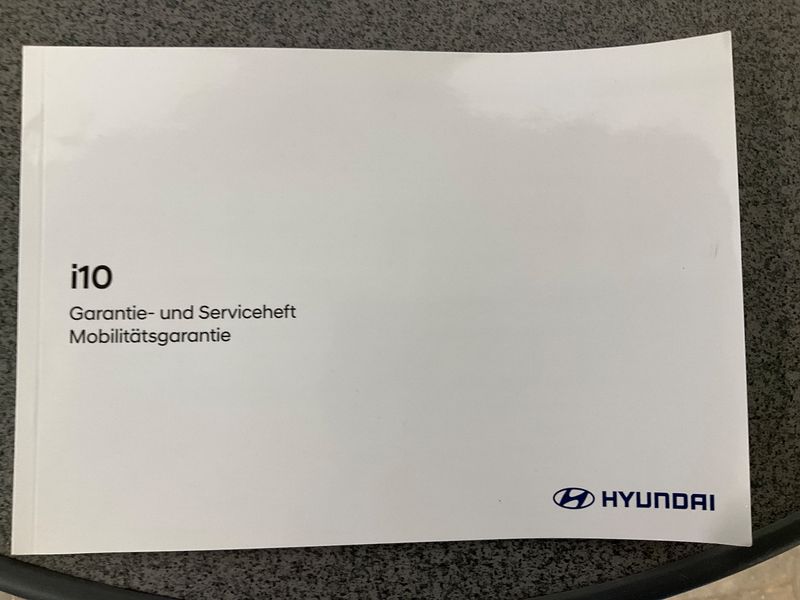 i10
Garantie- und Serviceheft
Mobilitätsgarantie
HYUNDAI